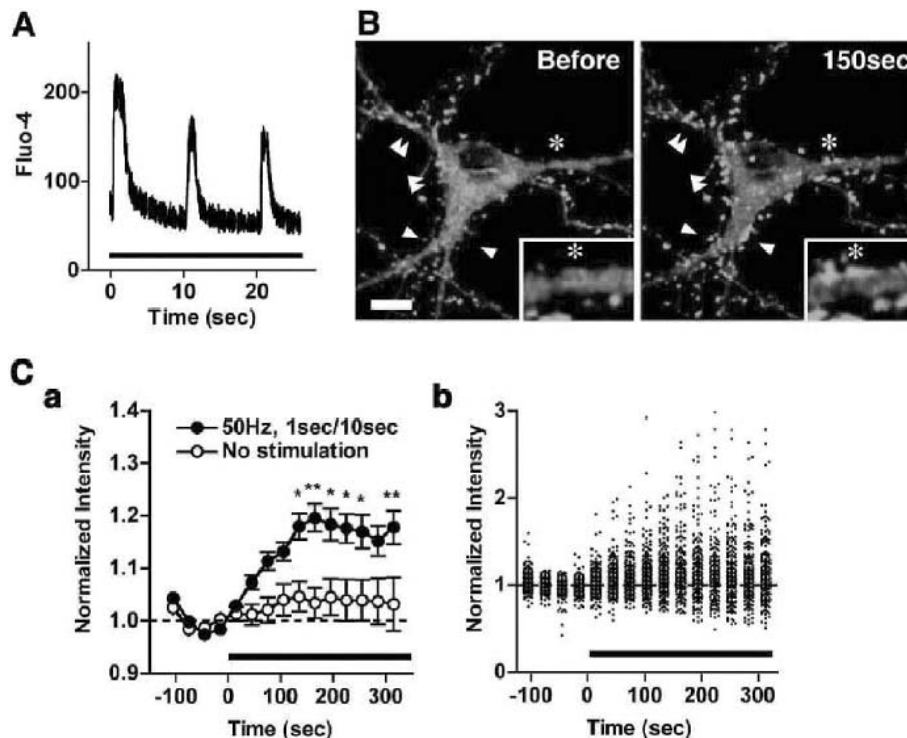 A
Fluo-4
200
100
0
0
10
20
Time (sec)
B
Before
*
*
150sec
*
*
C
a
Normalized Intensity
1.4
1.3
1.2
1.1
1.0
0.9
50Hz, 1sec/10sec
No stimulation
* ** * * * **
-100
0
100
200
300
Time (sec)
b
Normalized Intensity
3
2
1
0
-100
0
100
200
300
Time (sec)